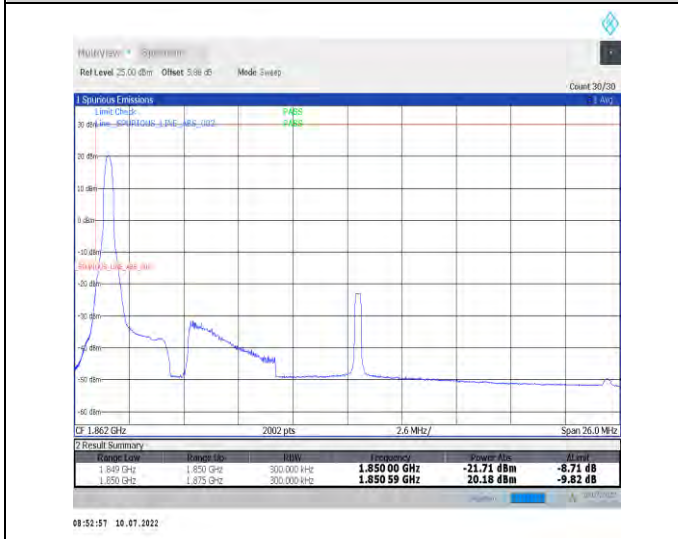 MultiView
Ref Level 25.00 dBm Offset 5.88 dB Mode Sweep
Count 30/30
1 Spurious Emissions 1 Avg
Limit Check PASS
30 dBm Line _SPURIOUS_LINE_ABS_002 PASS
20 dBm
10 dBm
0 dBm
-10 dBm
-20 dBm
-30 dBm
-40 dBm
-50 dBm
-60 dBm
CF 1.862 GHz 2002 pts 2.6 MHz/ Span 26.0 MHz
2 Result Summary
Range Low Range Up RBW Frequency Power Abs ΔLimit
1.849 GHz 1.850 GHz 300.000 kHz 1.850 00 GHz -21.71 dBm -8.71 dB
1.850 GHz 1.875 GHz 300.000 kHz 1.850 59 GHz 20.18 dBm -9.82 dB
08:52:57 10.07.2022